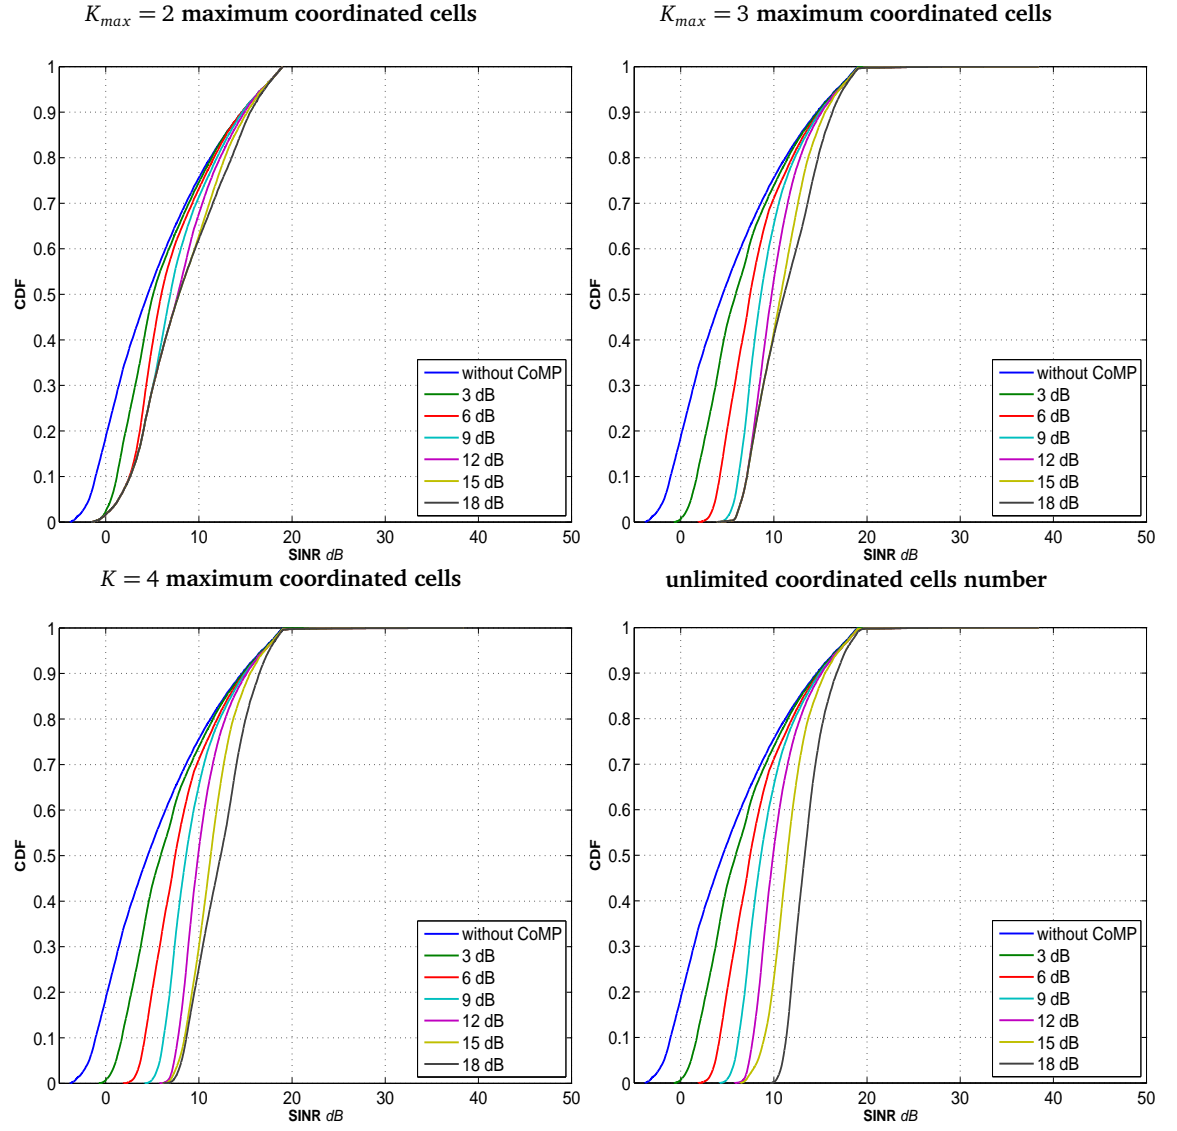 K_max = 2 maximum coordinated cells
1
0.9
0.8
0.7
0.6
0.5
0.4
0.3
0.2
0.1
0
CDF
without CoMP
3 dB
6 dB
9 dB
12 dB
15 dB
18 dB
0 10 20 30 40 50
SINR dB
K_max = 3 maximum coordinated cells
1
0.9
0.8
0.7
0.6
0.5
0.4
0.3
0.2
0.1
0
CDF
without CoMP
3 dB
6 dB
9 dB
12 dB
15 dB
18 dB
0 10 20 30 40 50
SINR dB
K = 4 maximum coordinated cells
1
0.9
0.8
0.7
0.6
0.5
0.4
0.3
0.2
0.1
0
CDF
without CoMP
3 dB
6 dB
9 dB
12 dB
15 dB
18 dB
0 10 20 30 40 50
SINR dB
unlimited coordinated cells number
1
0.9
0.8
0.7
0.6
0.5
0.4
0.3
0.2
0.1
0
CDF
without CoMP
3 dB
6 dB
9 dB
12 dB
15 dB
18 dB
0 10 20 30 40 50
SINR dB